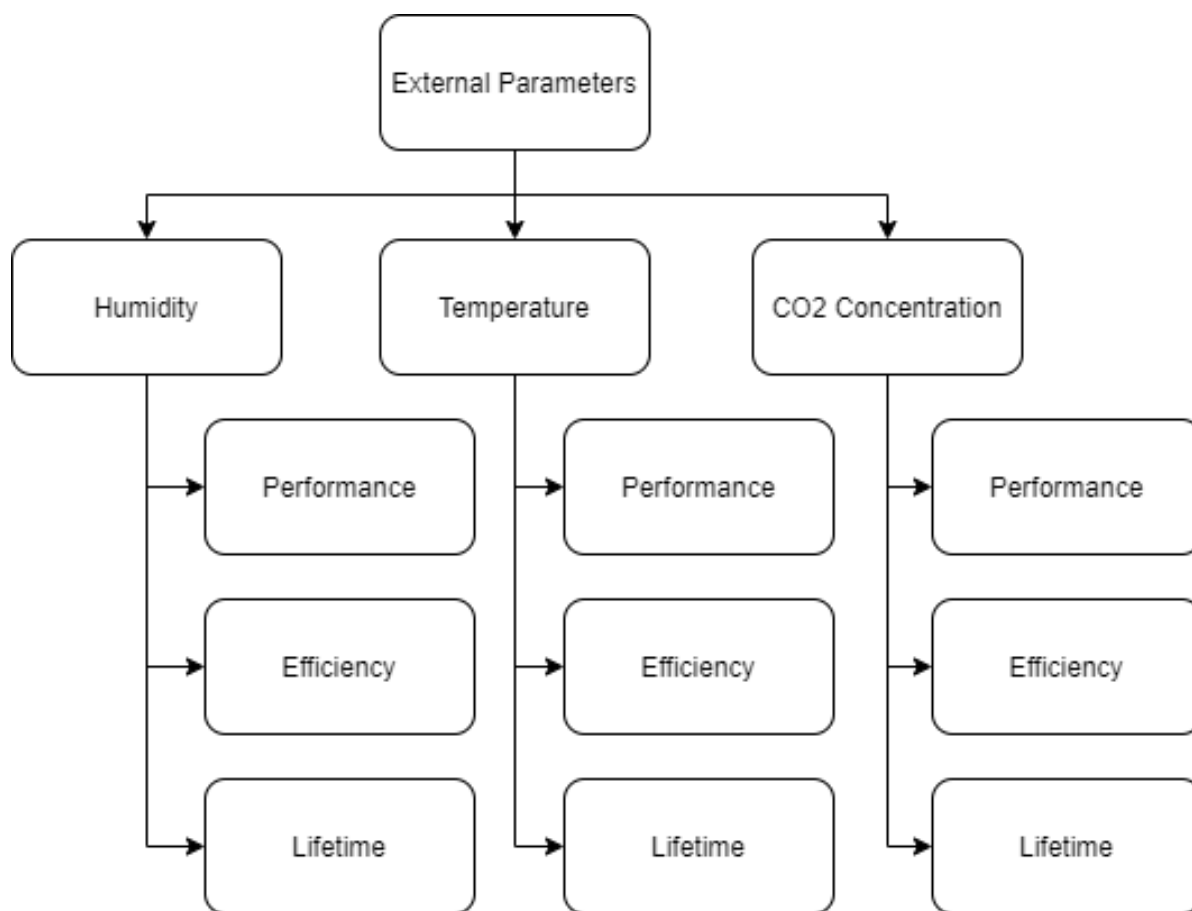 External Parameters
Humidity
Temperature
CO2 Concentration
Performance
Performance
Performance
Efficiency
Efficiency
Efficiency
Lifetime
Lifetime
Lifetime